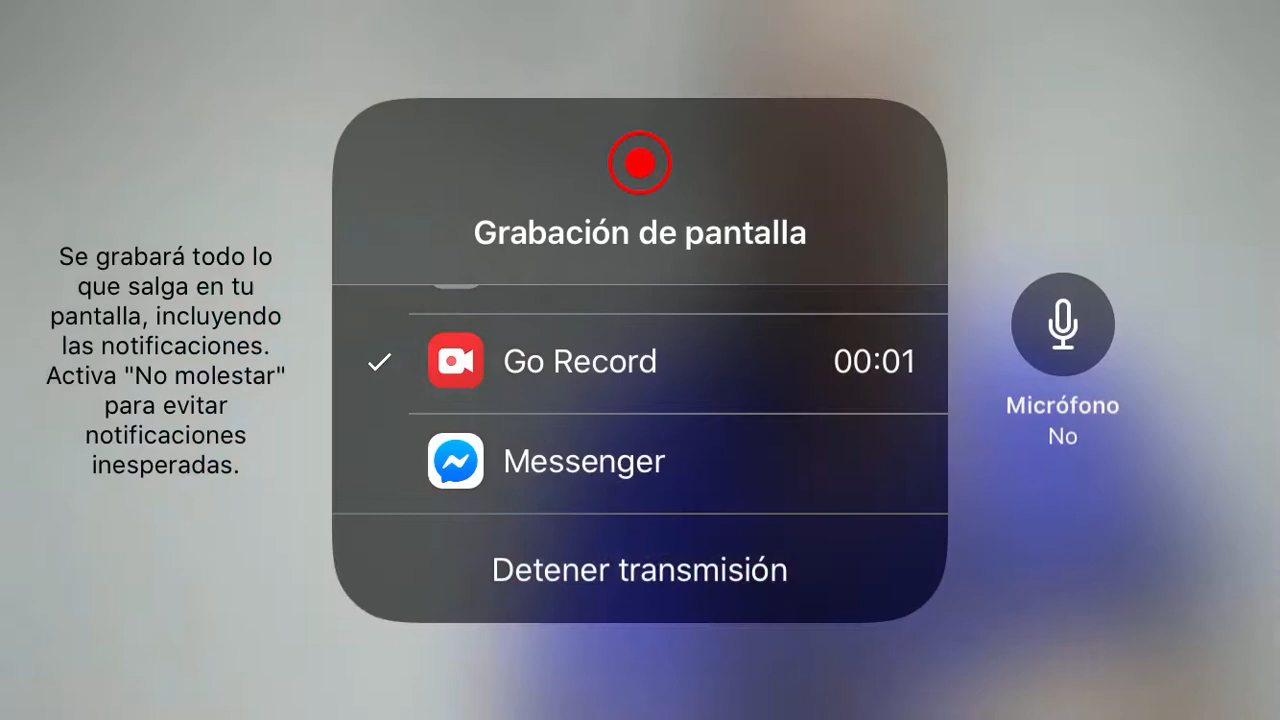 Grabación de pantalla
Se grabará todo lo
que salga en tu
pantalla, incluyendo
las notificaciones.
Activa "No molestar"
para evitar
notificaciones
inesperadas.
Go Record 00:01
Messenger
Detener transmisión
Micrófono
No